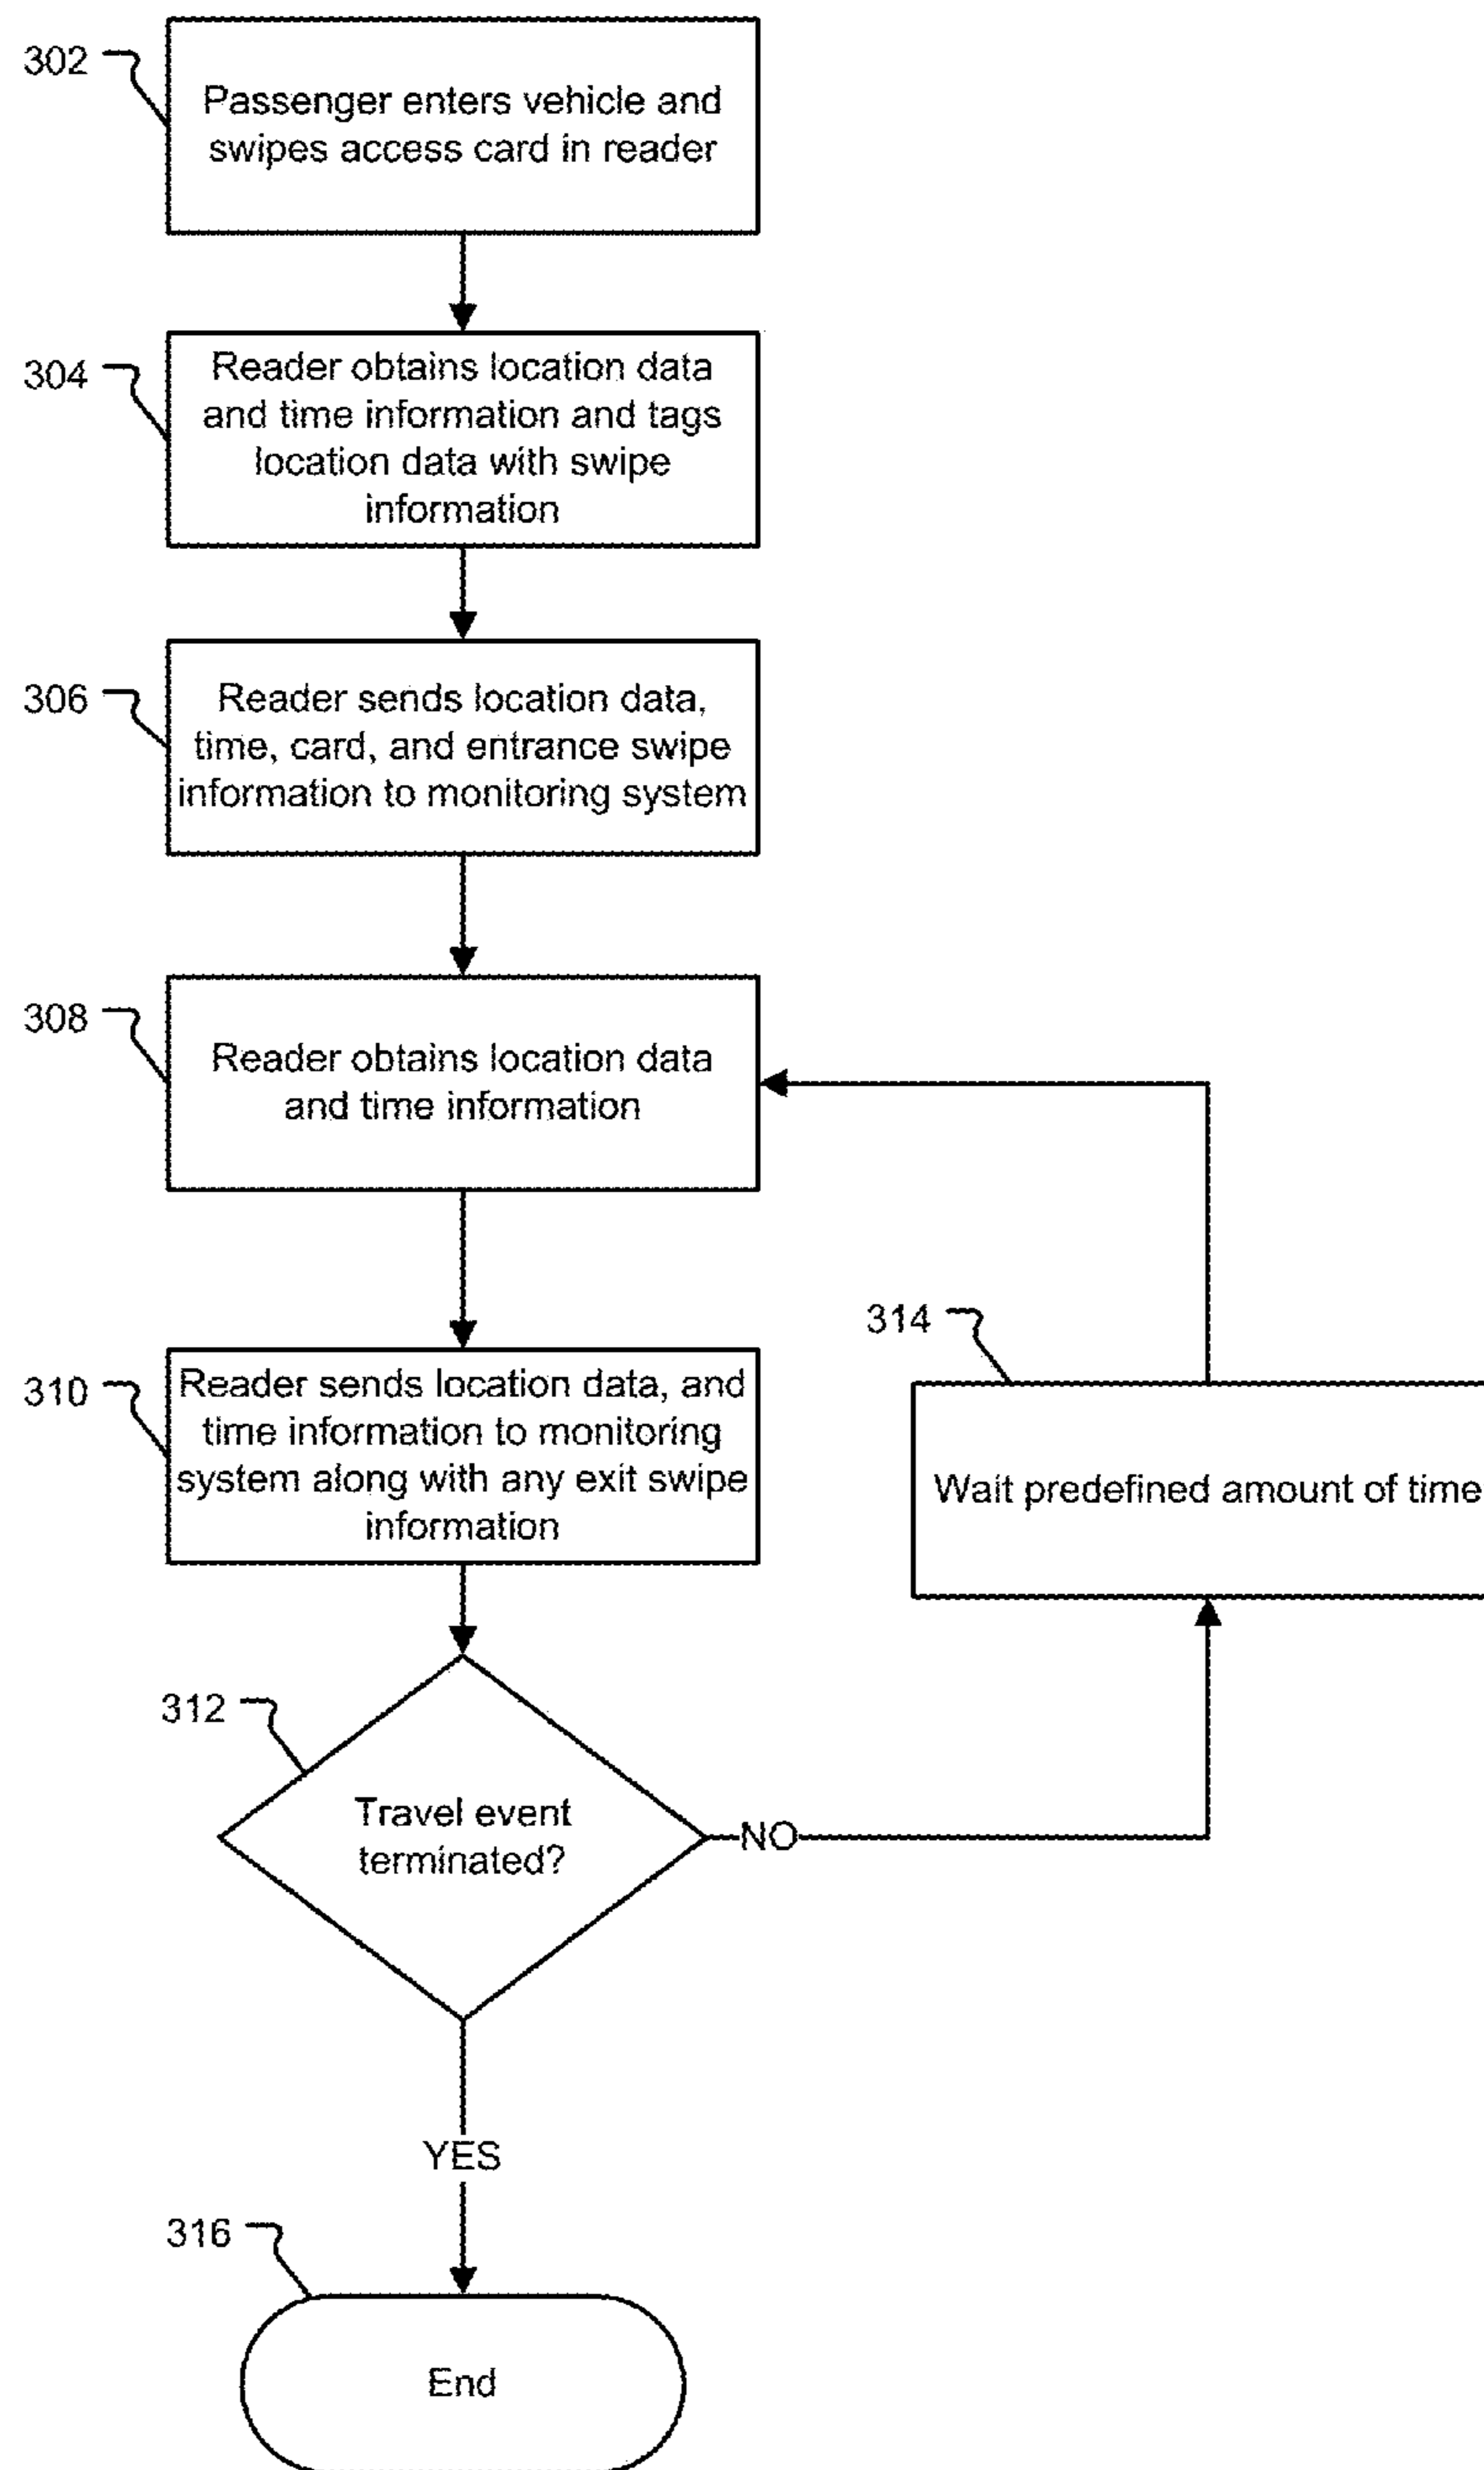 302
Passenger enters vehicle and
swipes access card in reader
304
Reader obtains location data
and time information and tags
location data with swipe
information
306
Reader sends location data,
time, card, and entrance swipe
information to monitoring system
308
Reader obtains location data
and time information
310
Reader sends location data, and
time information to monitoring
system along with any exit swipe
information
314
Wait predefined amount of time
312
Travel event
terminated?
NO
YES
316
End